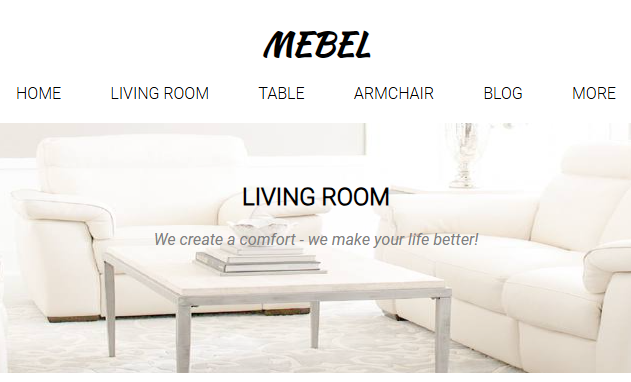 MEBEL
HOME LIVING ROOM TABLE ARMCHAIR BLOG MORE
LIVING ROOM
We create a comfort - we make your life better!